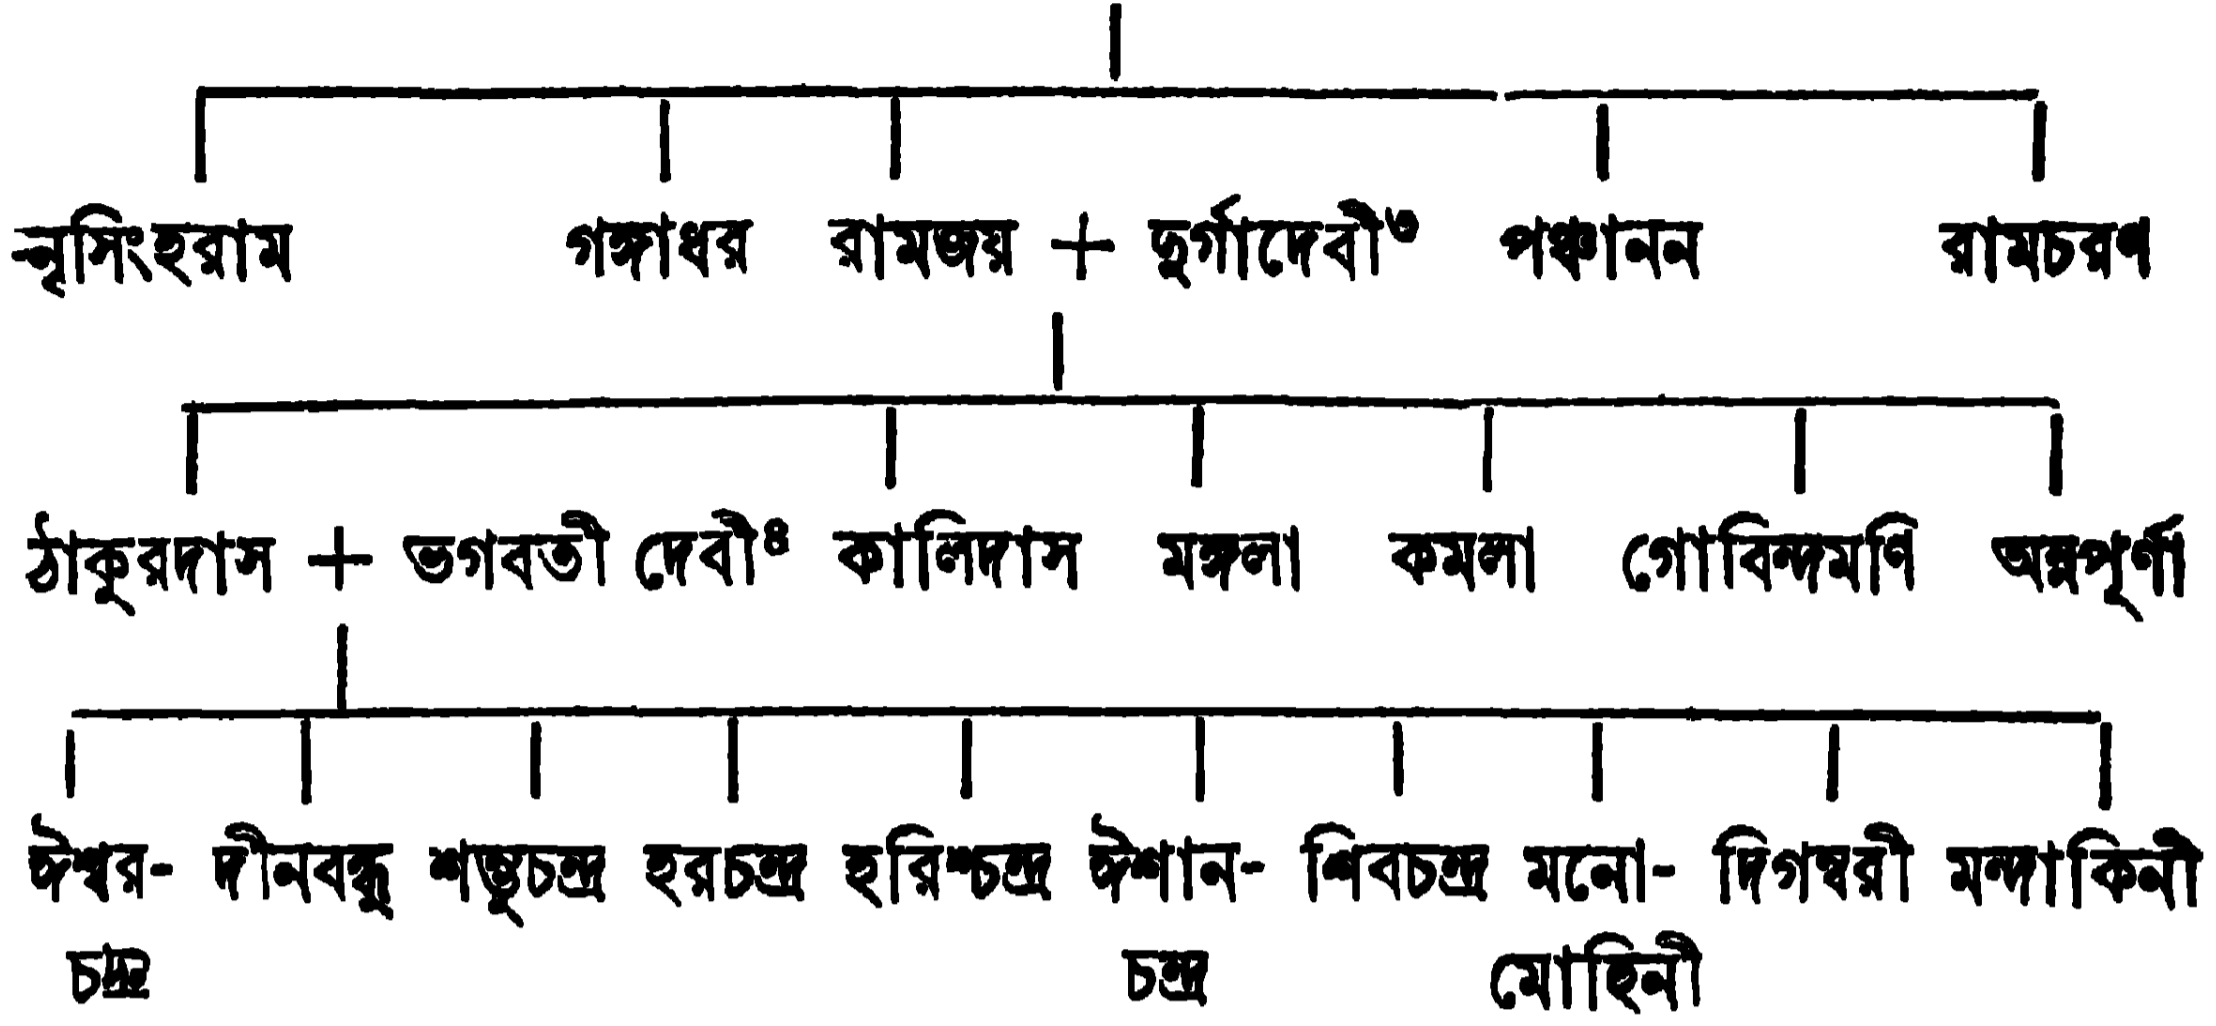 নৃসিংহরাম গঙ্গাধর রামজয় + দুর্গাদেবী৩ পঞ্চানন রামচরণ
ঠাকুরদাস + ভগবতী দেবী৪ কালিদাস মঙ্গলা কমলা গোবিন্দমণি অন্নপূর্ণা
ঈশ্বর- দীনবন্ধু শম্ভুচন্দ্র হরচন্দ্র হরিশ্চন্দ্র ঈশান- শিবচন্দ্র মনো- দিগম্বরী মন্দাকিনী
চন্দ্র চন্দ্র মোহিনী